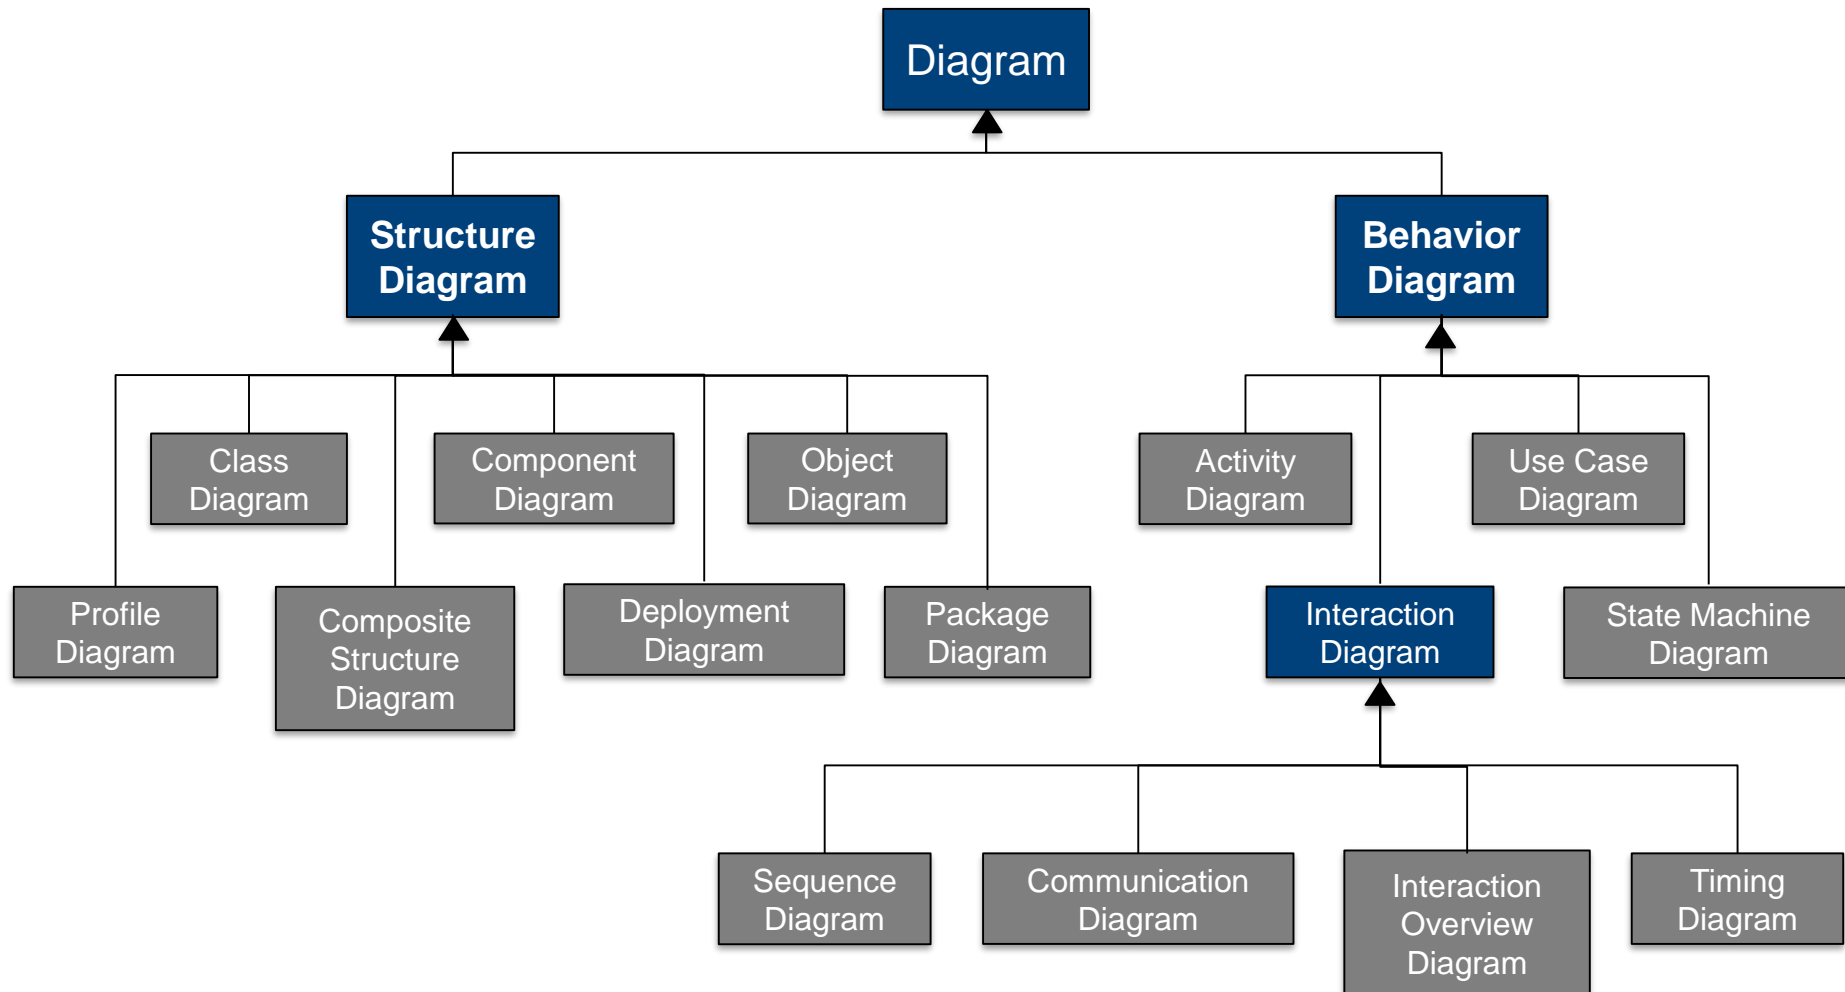 Diagram
Structure
Diagram
Behavior
Diagram
Class
Diagram
Component
Diagram
Object
Diagram
Activity
Diagram
Use Case
Diagram
Profile
Diagram
Composite
Structure
Diagram
Deployment
Diagram
Package
Diagram
Interaction
Diagram
State Machine
Diagram
Sequence
Diagram
Communication
Diagram
Interaction
Overview
Diagram
Timing
Diagram